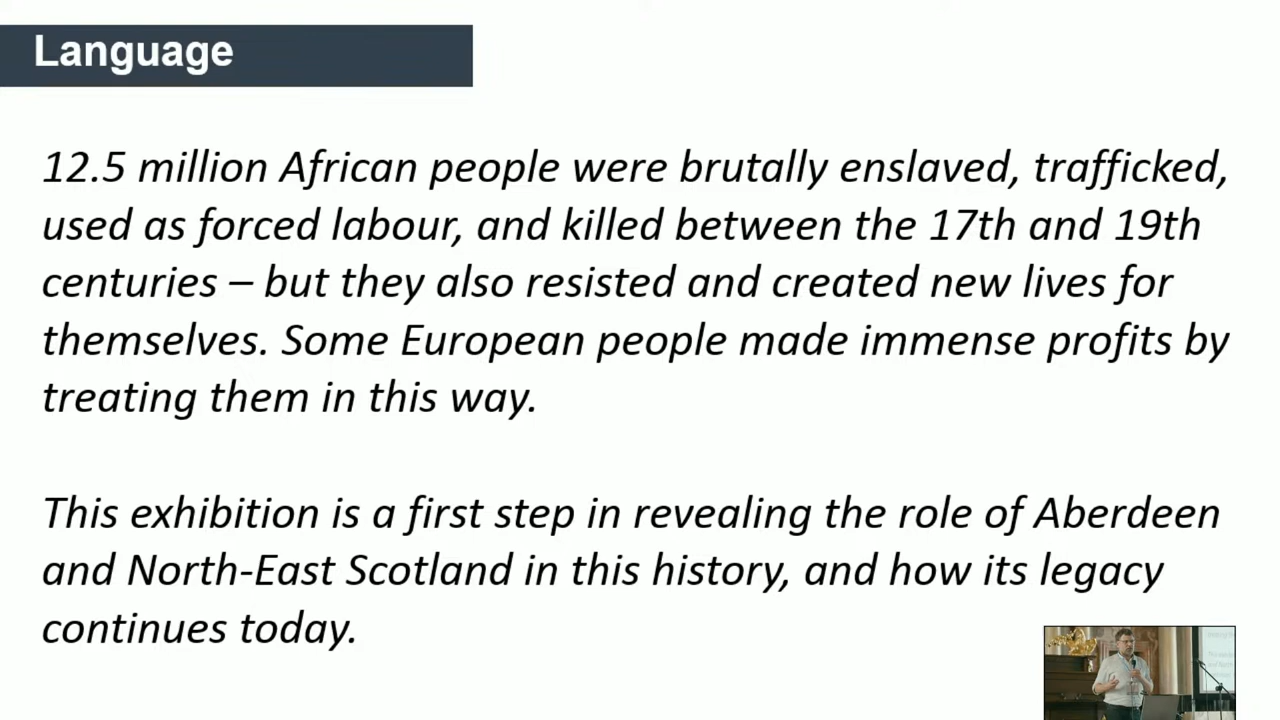 Language
12.5 million African people were brutally enslaved, trafficked,
used as forced labour, and killed between the 17th and 19th
centuries – but they also resisted and created new lives for
themselves. Some European people made immense profits by
treating them in this way.
This exhibition is a first step in revealing the role of Aberdeen
and North-East Scotland in this history, and how its legacy
continues today.